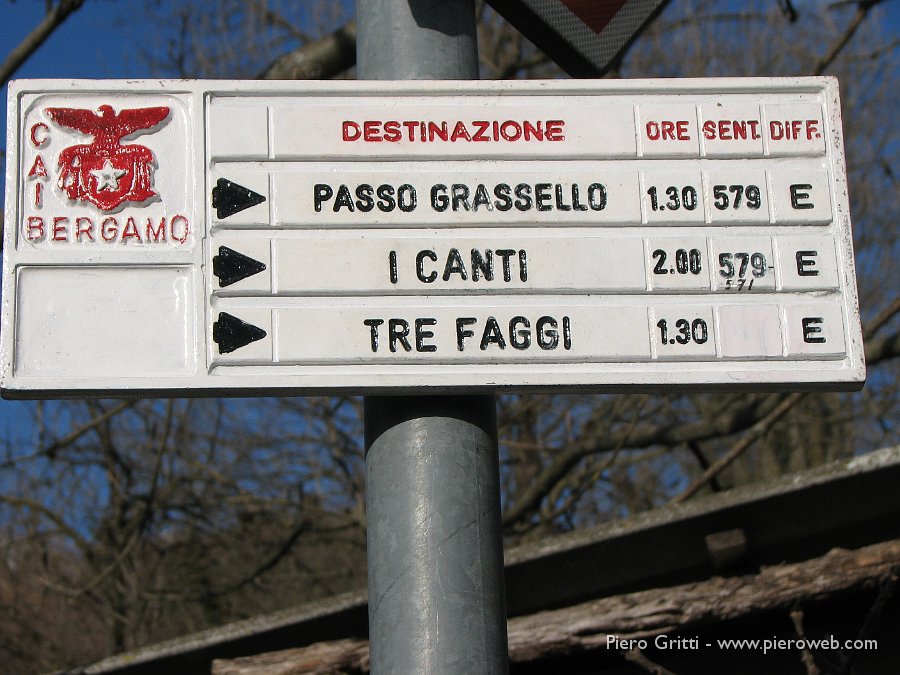 CAI
BERGAMO
DESTINAZIONE ORE SENT. DIFF.
PASSO GRASSELLO 1.30 579 E
I CANTI 2.00 579-571 E
TRE FAGGI 1.30 E
Piero Gritti - www.pieroweb.com